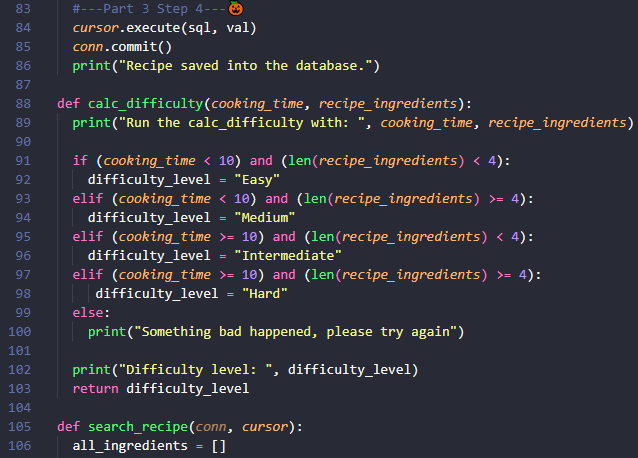 83 #---Part 3 Step 4---🎃
84 cursor.execute(sql, val)
85 conn.commit()
86 print("Recipe saved into the database.")
87
88 def calc_difficulty(cooking_time, recipe_ingredients):
89 print("Run the calc_difficulty with: ", cooking_time, recipe_ingredients)
90
91 if (cooking_time < 10) and (len(recipe_ingredients) < 4):
92 difficulty_level = "Easy"
93 elif (cooking_time < 10) and (len(recipe_ingredients) >= 4):
94 difficulty_level = "Medium"
95 elif (cooking_time >= 10) and (len(recipe_ingredients) < 4):
96 difficulty_level = "Intermediate"
97 elif (cooking_time >= 10) and (len(recipe_ingredients) >= 4):
98 difficulty_level = "Hard"
99 else:
100 print("Something bad happened, please try again")
101
102 print("Difficulty level: ", difficulty_level)
103 return difficulty_level
104
105 def search_recipe(conn, cursor):
106 all_ingredients = []